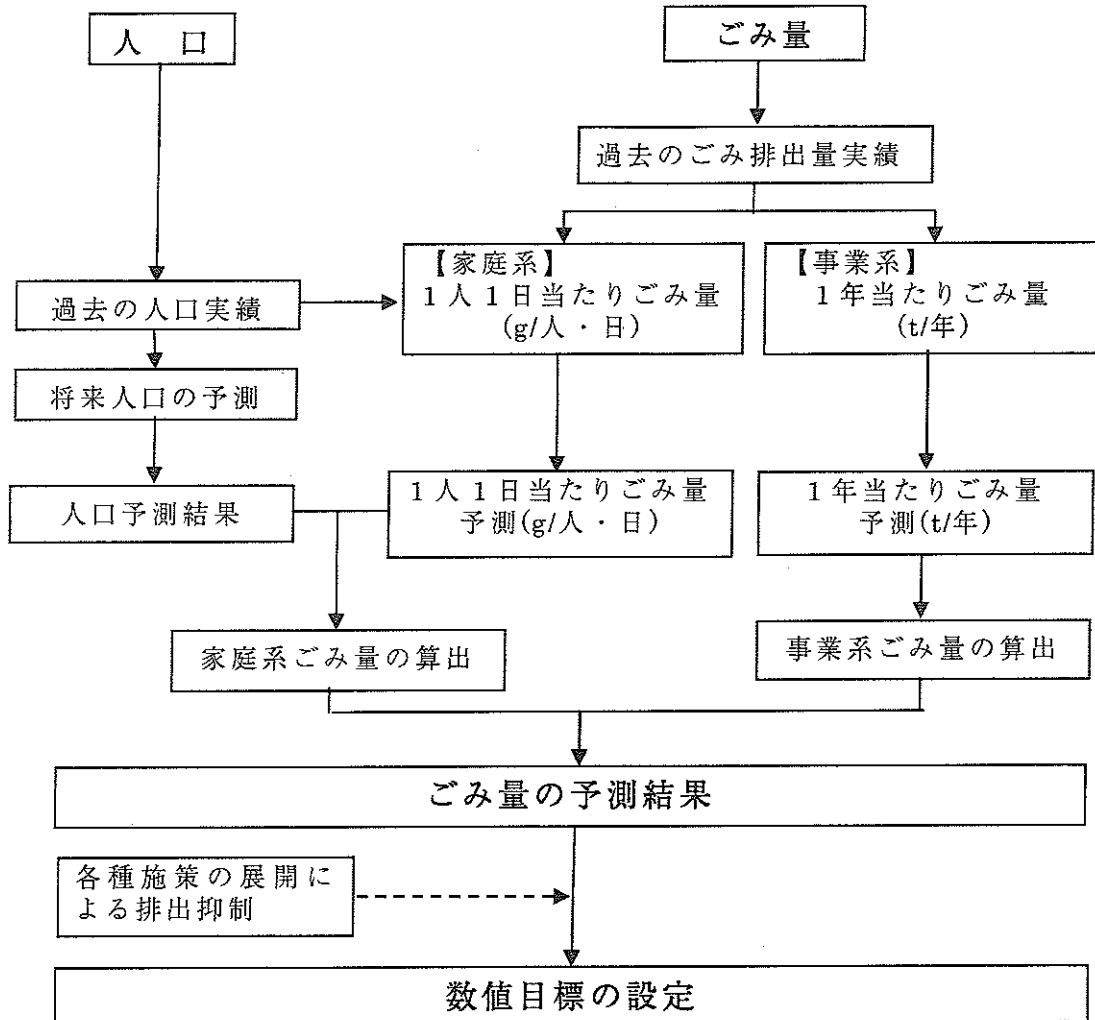 人 口
ごみ量
過去のごみ排出量実績
【家庭系】
1人1日当たりごみ量
(g/人・日)
【事業系】
1年当たりごみ量
(t/年)
過去の人口実績
将来人口の予測
人口予測結果
1人1日当たりごみ量
予測(g/人・日)
1年当たりごみ量
予測(t/年)
家庭系ごみ量の算出
事業系ごみ量の算出
ごみ量の予測結果
各種施策の展開に
よる排出抑制
数値目標の設定